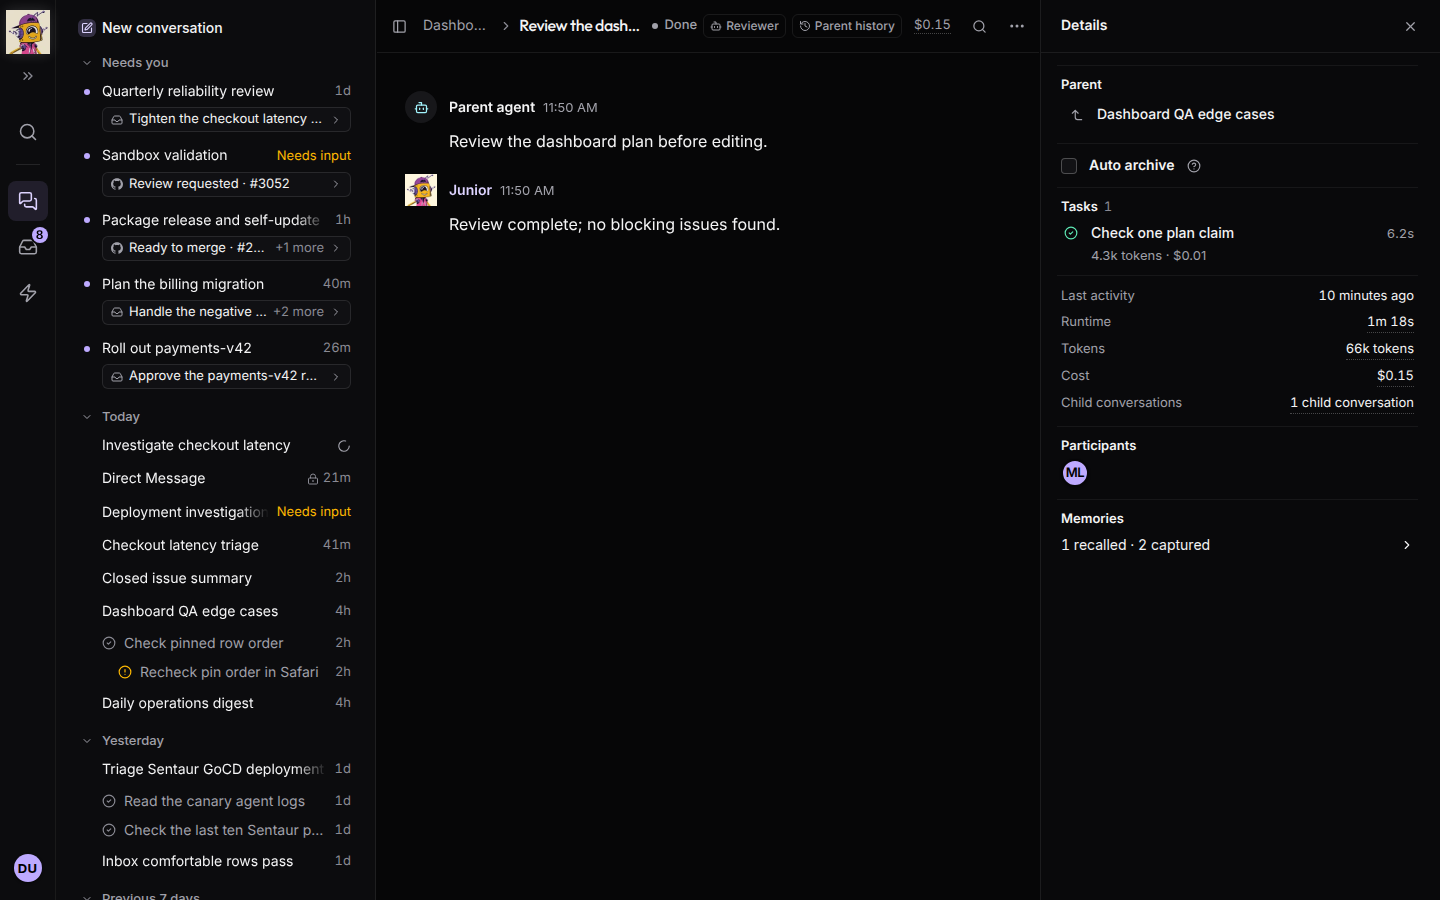 New conversation
Needs you
Quarterly reliability review 1d
Tighten the checkout latency ...
Sandbox validation Needs input
Review requested · #3052
Package release and self-update 1h
Ready to merge · #2... +1 more
Plan the billing migration 40m
Handle the negative ... +2 more
Roll out payments-v42 26m
Approve the payments-v42 r...
Today
Investigate checkout latency
Direct Message 21m
Deployment investigation Needs input
Checkout latency triage 41m
Closed issue summary 2h
Dashboard QA edge cases 4h
Check pinned row order 2h
Recheck pin order in Safari 2h
Daily operations digest 4h
Yesterday
Triage Sentaur GoCD deployment 1d
Read the canary agent logs 1d
Check the last ten Sentaur p... 1d
Inbox comfortable rows pass 1d
Previous 7 days
8
DU
Dashbo... Review the dash... Done Reviewer Parent history $0.15
Parent agent 11:50 AM
Review the dashboard plan before editing.
Junior 11:50 AM
Review complete; no blocking issues found.
Details
Parent
Dashboard QA edge cases
Auto archive
Tasks 1
Check one plan claim 6.2s
4.3k tokens · $0.01
Last activity 10 minutes ago
Runtime 1m 18s
Tokens 66k tokens
Cost $0.15
Child conversations 1 child conversation
Participants
ML
Memories
1 recalled · 2 captured